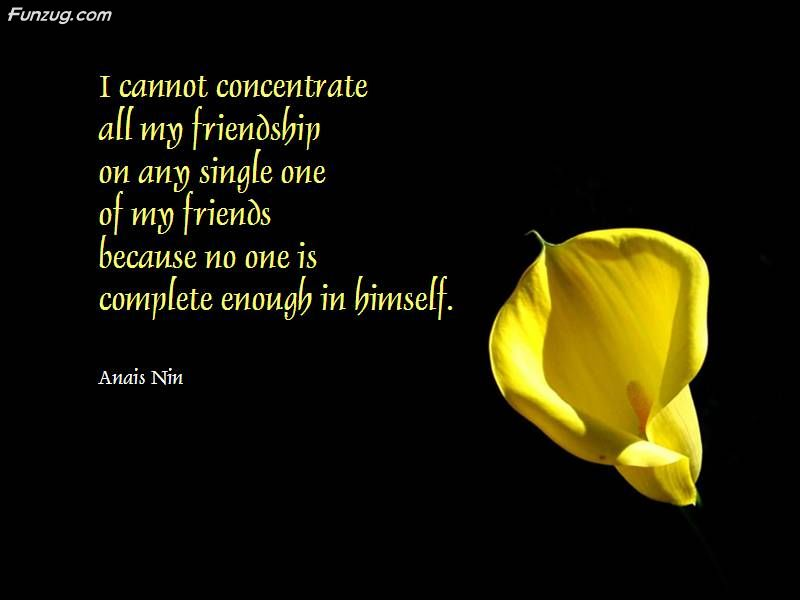 Funzug.com
I cannot concentrate
all my friendship
on any single one
of my friends
because no one is
complete enough in himself.
Anais Nin